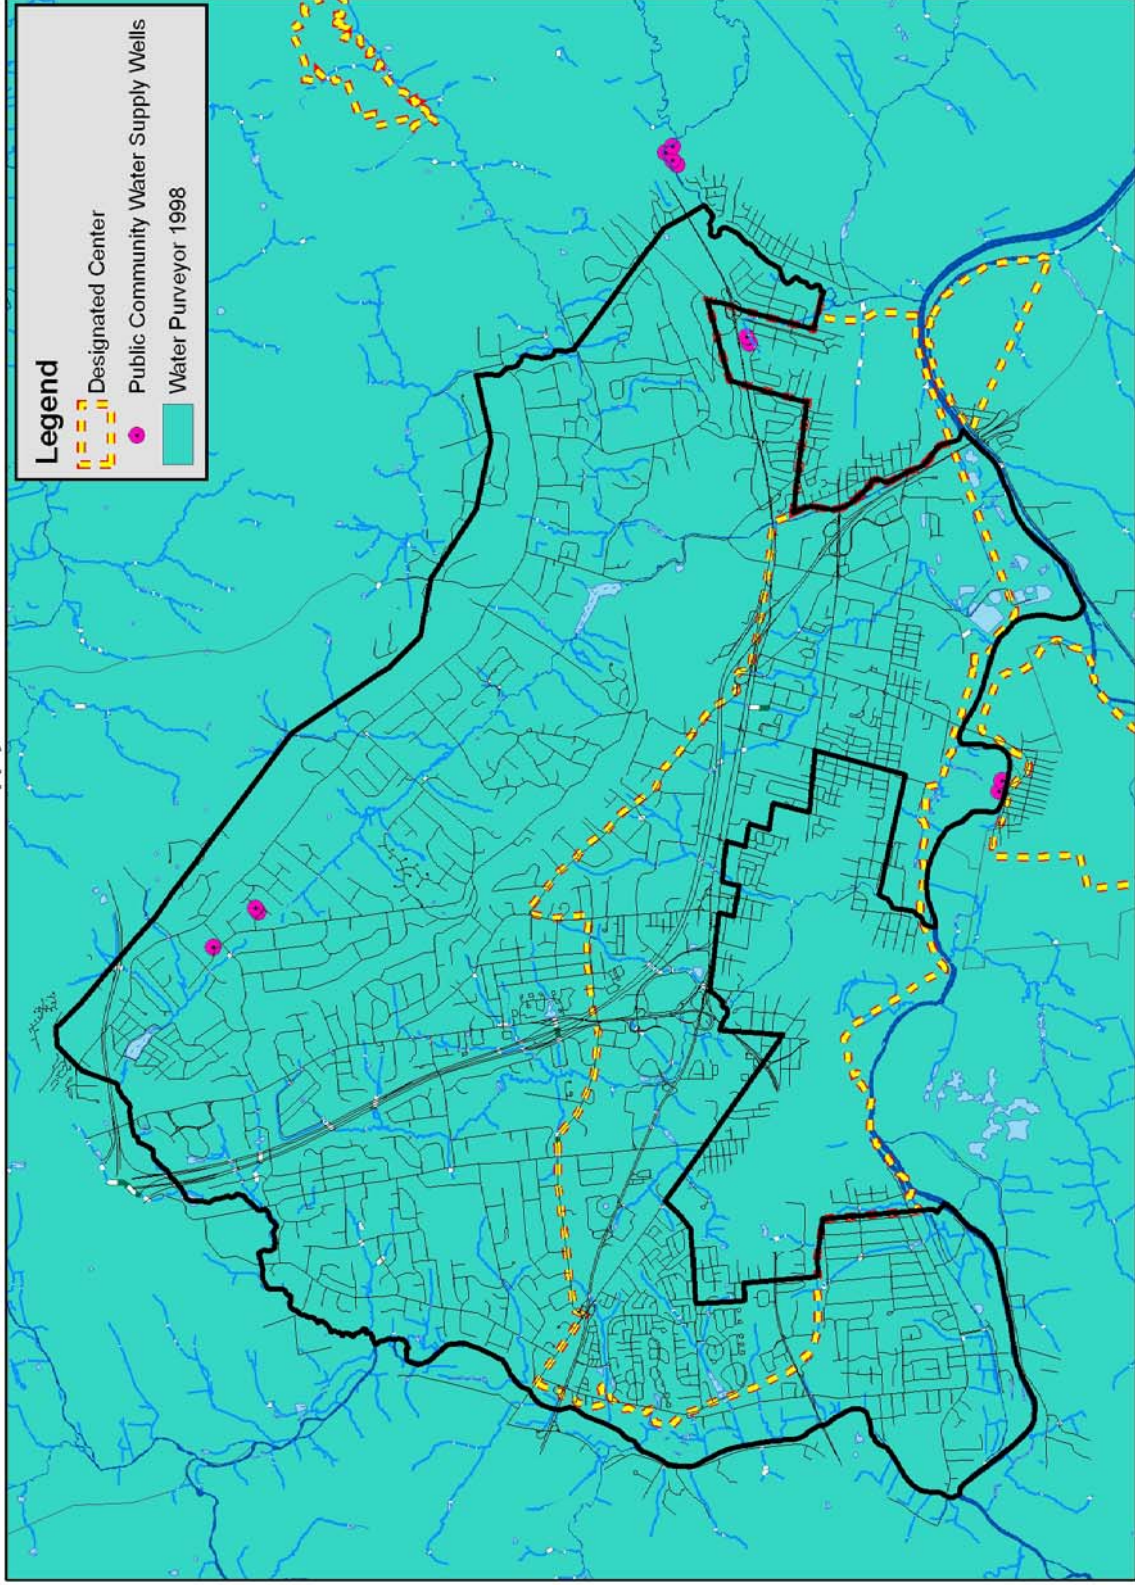 Legend
Designated Center
Public Community Water Supply Wells
Water Purveyor 1998